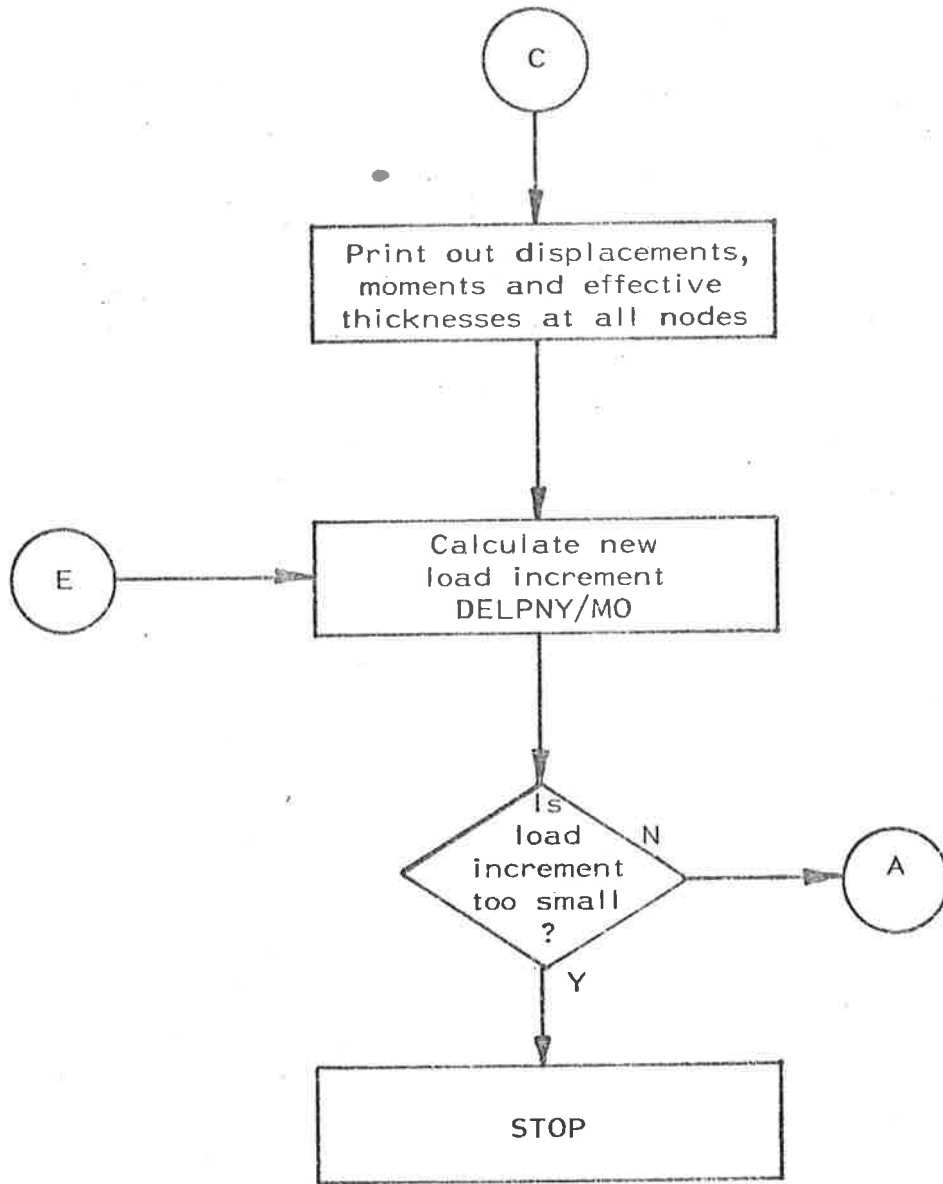 C
Print out displacements,
moments and effective
thicknesses at all nodes
E
Calculate new
load increment
DELPNY/MO
Is
load
increment
too small
?
N
A
Y
STOP